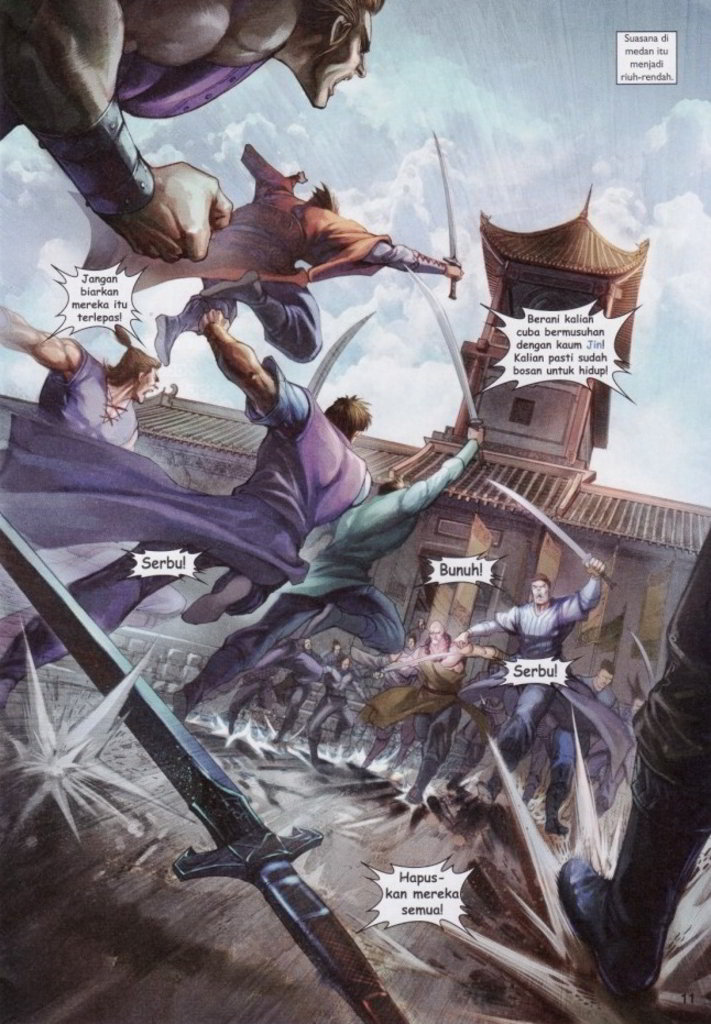 Suasana di
medan itu
menjadi
riuh-rendah.
Jangan
biarkan
mereka itu
terlepas!
Berani kalian
cuba bermusuhan
dengan kaum Jin!
Kalian pasti sudah
bosan untuk hidup!
Serbu!
Bunuh!
Serbu!
Hapus-
kan mereka
semua!
11